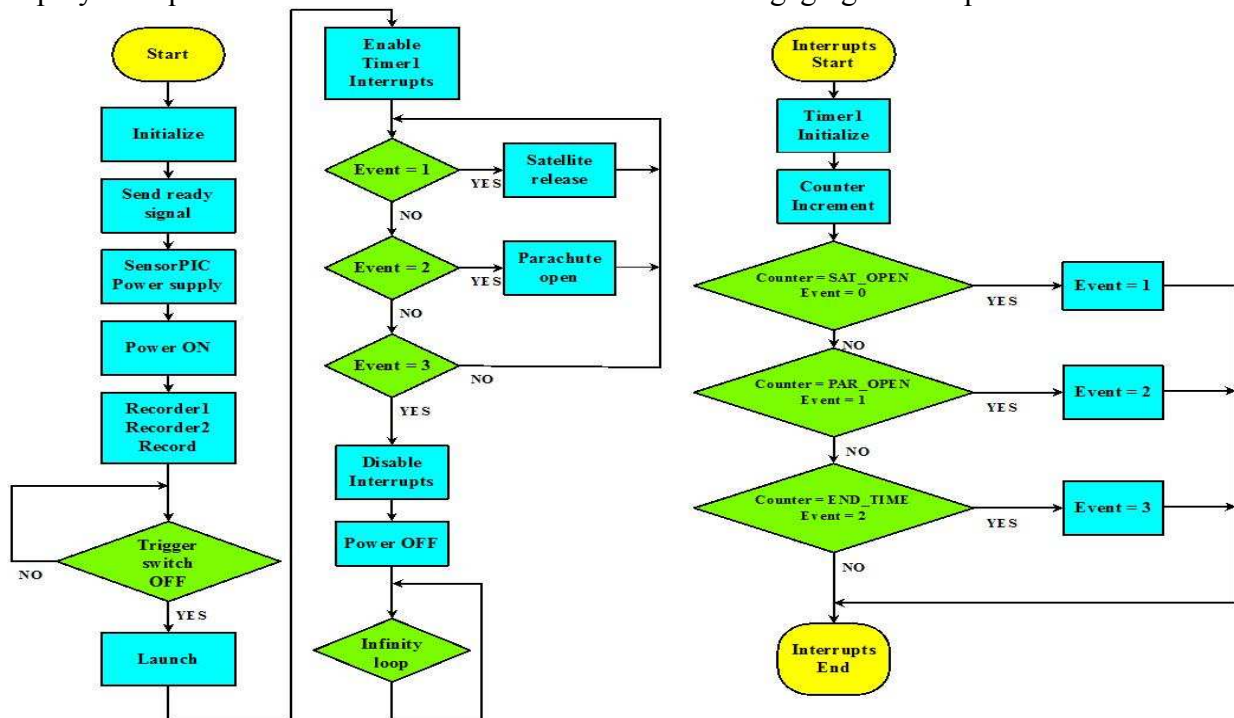 Start
Initialize
Send ready
signal
SensorPIC
Power supply
Power ON
Recorder1
Recorder2
Record
Trigger
switch
OFF
NO
YES
Launch
Enable
Timer1
Interrupts
Event = 1
YES
Satellite
release
NO
Event = 2
YES
Parachute
open
NO
Event = 3
NO
YES
Disable
Interrupts
Power OFF
Infinity
loop
Interrupts
Start
Timer1
Initialize
Counter
Increment
Counter = SAT_OPEN
Event = 0
YES
Event = 1
NO
Counter = PAR_OPEN
Event = 1
YES
Event = 2
NO
Counter = END_TIME
Event = 2
YES
Event = 3
NO
Interrupts
End